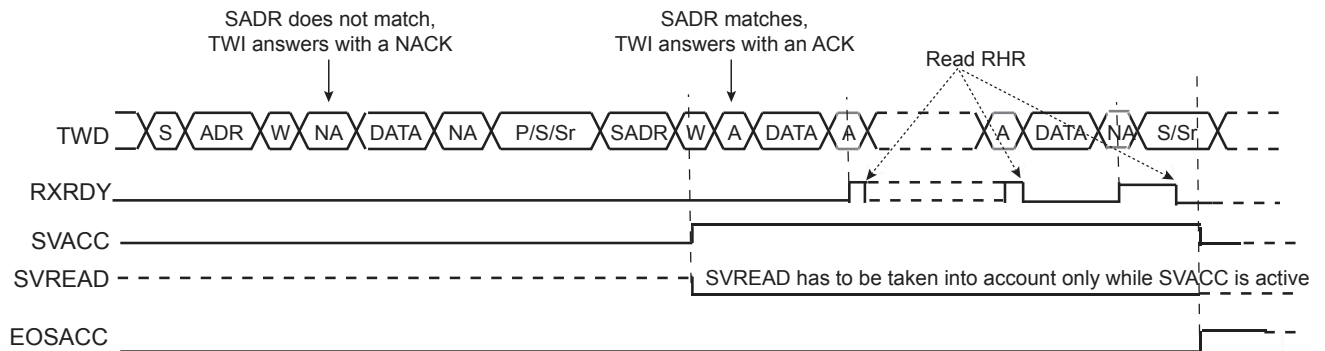 SADR does not match,
TWI answers with a NACK
SADR matches,
TWI answers with an ACK
Read RHR
TWD S ADR W NA DATA NA P/S/Sr SADR W A DATA A A DATA NA S/Sr
RXRDY
SVACC
SVREAD SVREAD has to be taken into account only while SVACC is active
EOSACC